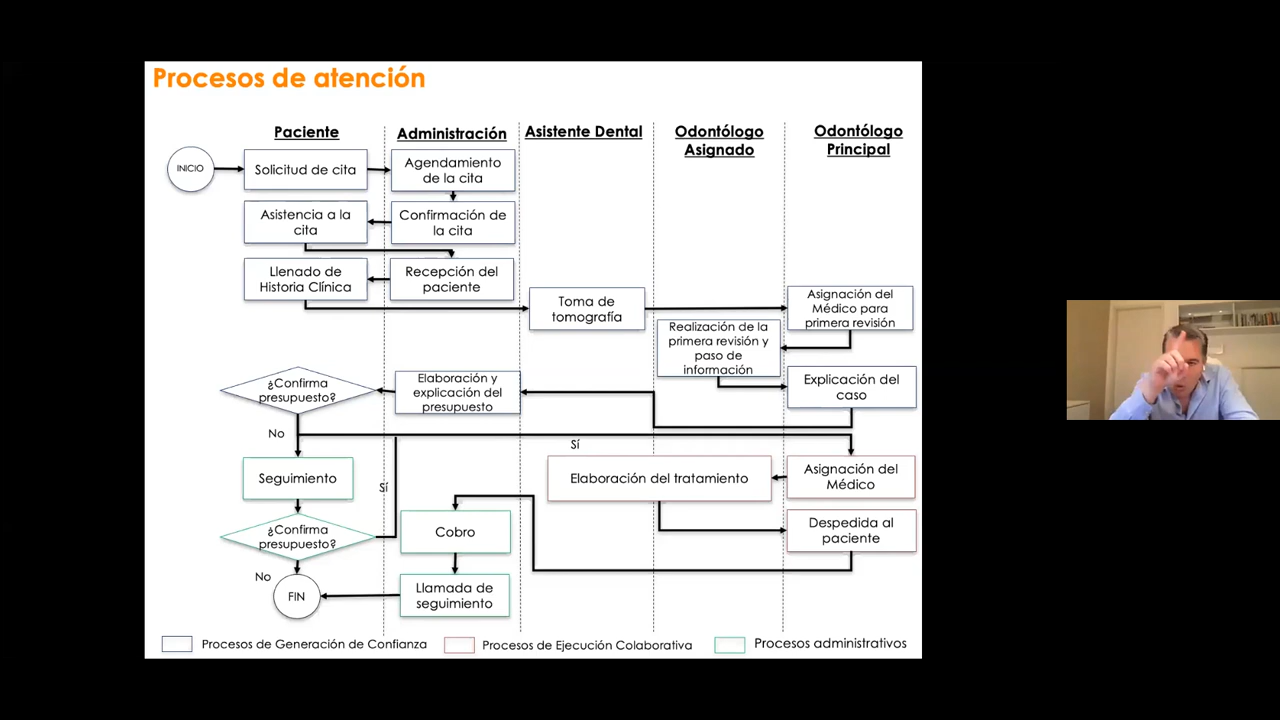 Procesos de atención
Paciente
Administración
Asistente Dental
Odontólogo
Asignado
Odontólogo
Principal
INICIO
Solicitud de cita
Agendamiento
de la cita
Asistencia a la
cita
Confirmación de
la cita
Llenado de
Historia Clínica
Recepción del
paciente
Toma de
tomografía
Asignación del
Médico para
primera revisión
Realización de la
primera revisión y
paso de
información
¿Confirma
presupuesto?
Elaboración y
explicación del
presupuesto
Explicación del
caso
No
Sí
Seguimiento
Sí
Elaboración del tratamiento
Asignación del
Médico
¿Confirma
presupuesto?
Cobro
Despedida al
paciente
No
FIN
Llamada de
seguimiento
Procesos de Generación de Confianza
Procesos de Ejecución Colaborativa
Procesos administrativos